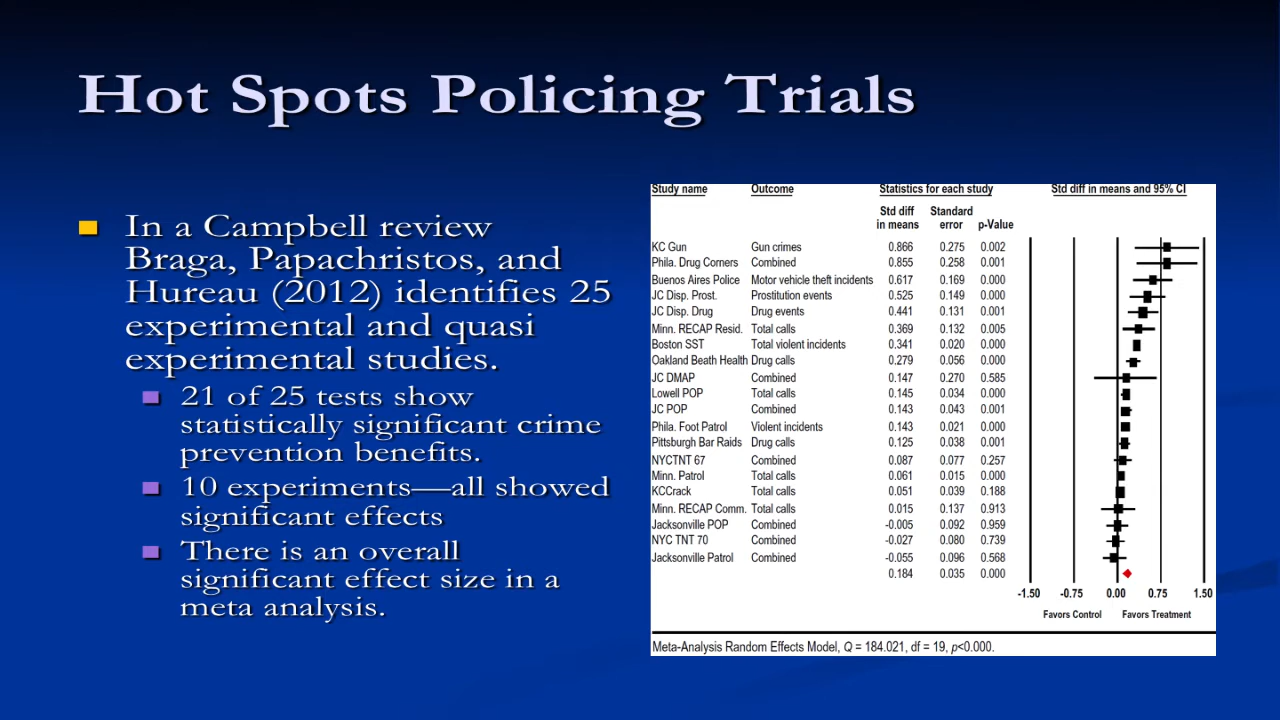 Hot Spots Policing Trials
In a Campbell review
Braga, Papachristos, and
Hureau (2012) identifies 25
experimental and quasi
experimental studies.
21 of 25 tests show
statistically significant crime
prevention benefits.
10 experiments—all showed
significant effects
There is an overall
significant effect size in a
meta analysis.
Study name Outcome Statistics for each study Std diff in means and 95% CI
Std diff Standard
in means error p-Value
KC Gun Gun crimes 0.866 0.275 0.002
Phila. Drug Corners Combined 0.855 0.258 0.001
Buenos Aires Police Motor vehicle theft incidents 0.617 0.169 0.000
JC Disp. Prost. Prostitution events 0.525 0.149 0.000
JC Disp. Drug Drug events 0.441 0.131 0.001
Minn. RECAP Resid. Total calls 0.369 0.132 0.005
Boston SST Total violent incidents 0.341 0.020 0.000
Oakland Beath Health Drug calls 0.279 0.056 0.000
JC DMAP Combined 0.147 0.270 0.585
Lowell POP Total calls 0.145 0.034 0.000
JC POP Combined 0.143 0.043 0.001
Phila. Foot Patrol Violent incidents 0.143 0.021 0.000
Pittsburgh Bar Raids Drug calls 0.125 0.038 0.001
NYCTNT 67 Combined 0.087 0.077 0.257
Minn. Patrol Total calls 0.061 0.015 0.000
KCCrack Total calls 0.051 0.039 0.188
Minn. RECAP Comm. Total calls 0.015 0.137 0.913
Jacksonville POP Combined -0.005 0.092 0.959
NYC TNT 70 Combined -0.027 0.080 0.739
Jacksonville Patrol Combined -0.055 0.096 0.568
0.184 0.035 0.000
-1.50 -0.75 0.00 0.75 1.50
Favors Control Favors Treatment
Meta-Analysis Random Effects Model, Q = 184.021, df = 19, p<0.000.